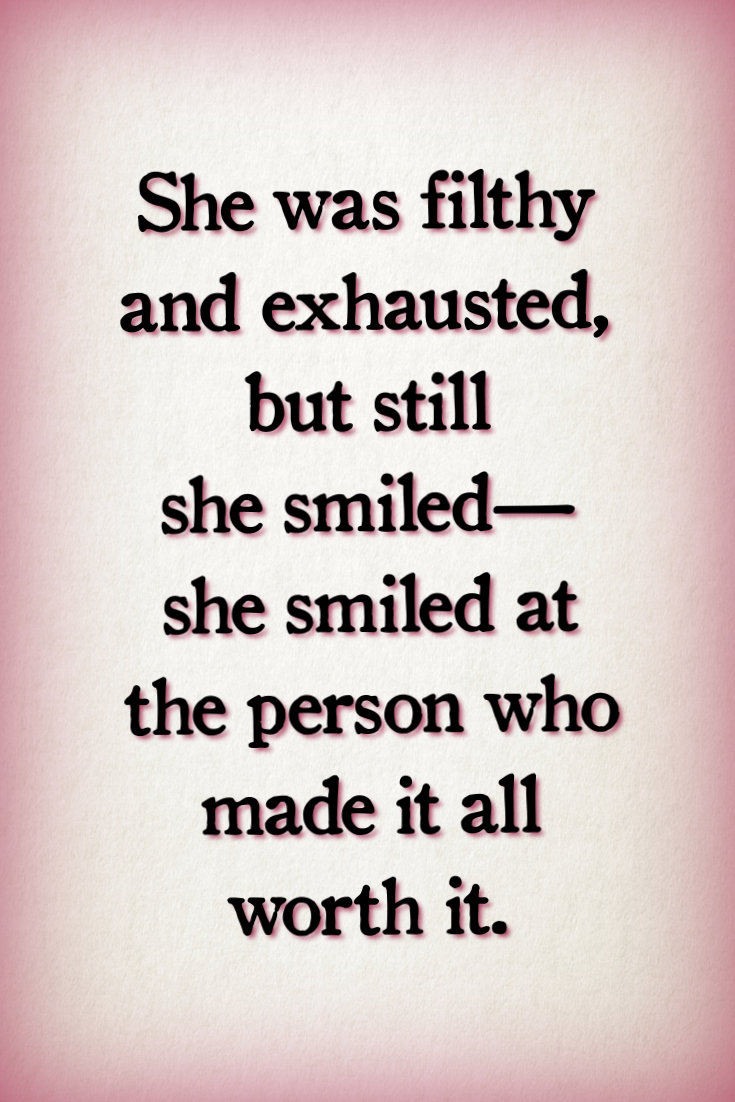 She was filthy
and exhausted,
but still
she smiled—
she smiled at
the person who
made it all
worth it.